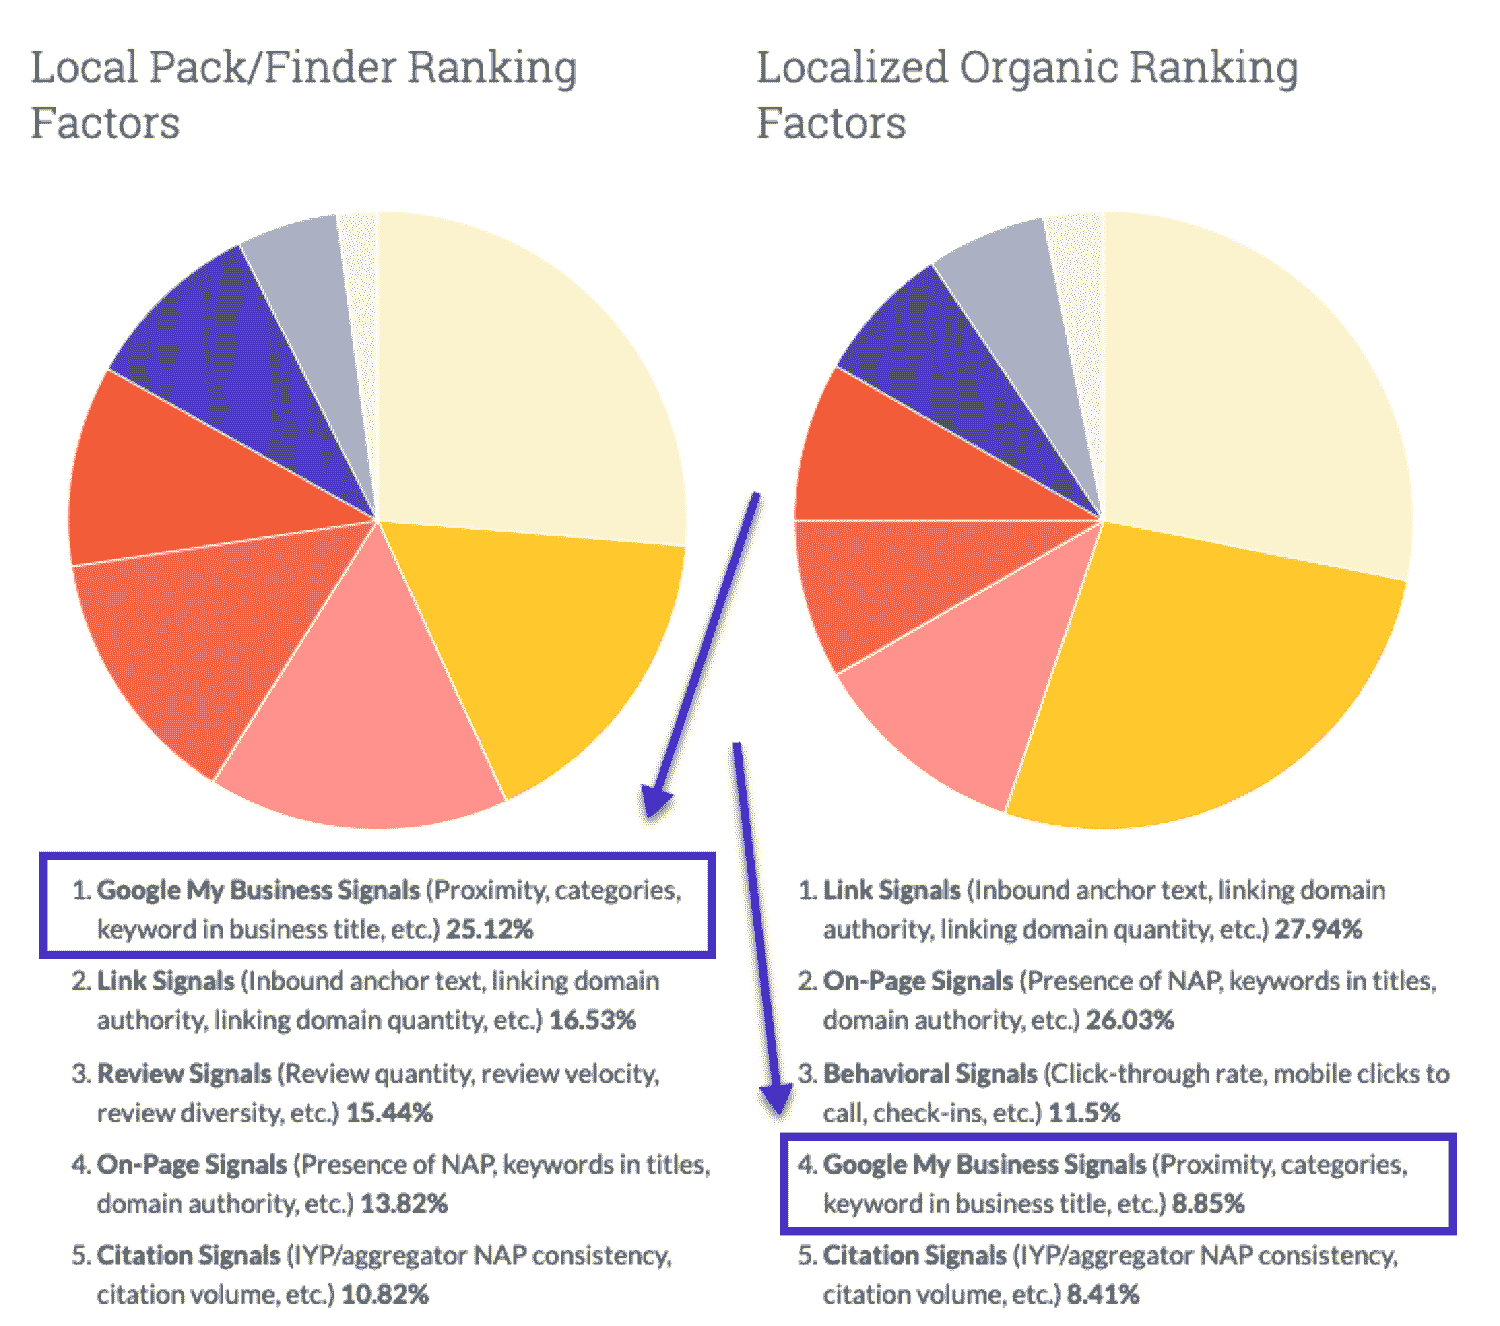 Local Pack/Finder Ranking
Factors
1. Google My Business Signals (Proximity, categories,
keyword in business title, etc.) 25.12%
2. Link Signals (Inbound anchor text, linking domain
authority, linking domain quantity, etc.) 16.53%
3. Review Signals (Review quantity, review velocity,
review diversity, etc.) 15.44%
4. On-Page Signals (Presence of NAP, keywords in titles,
domain authority, etc.) 13.82%
5. Citation Signals (IYP/aggregator NAP consistency,
citation volume, etc.) 10.82%
Localized Organic Ranking
Factors
1. Link Signals (Inbound anchor text, linking domain
authority, linking domain quantity, etc.) 27.94%
2. On-Page Signals (Presence of NAP, keywords in titles,
domain authority, etc.) 26.03%
3. Behavioral Signals (Click-through rate, mobile clicks to
call, check-ins, etc.) 11.5%
4. Google My Business Signals (Proximity, categories,
keyword in business title, etc.) 8.85%
5. Citation Signals (IYP/aggregator NAP consistency,
citation volume, etc.) 8.41%